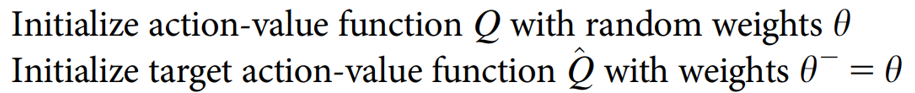 Initialize action-value function Q with random weights θ
Initialize target action-value function Q̂ with weights θ⁻ = θ